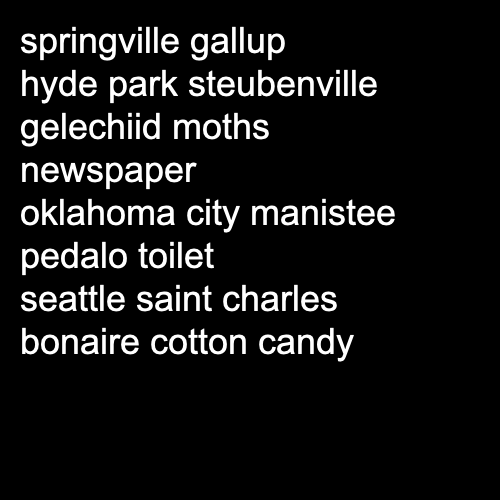 springville gallup
hyde park steubenville
gelechiid moths
newspaper
oklahoma city manistee
pedalo toilet
seattle saint charles
bonaire cotton candy